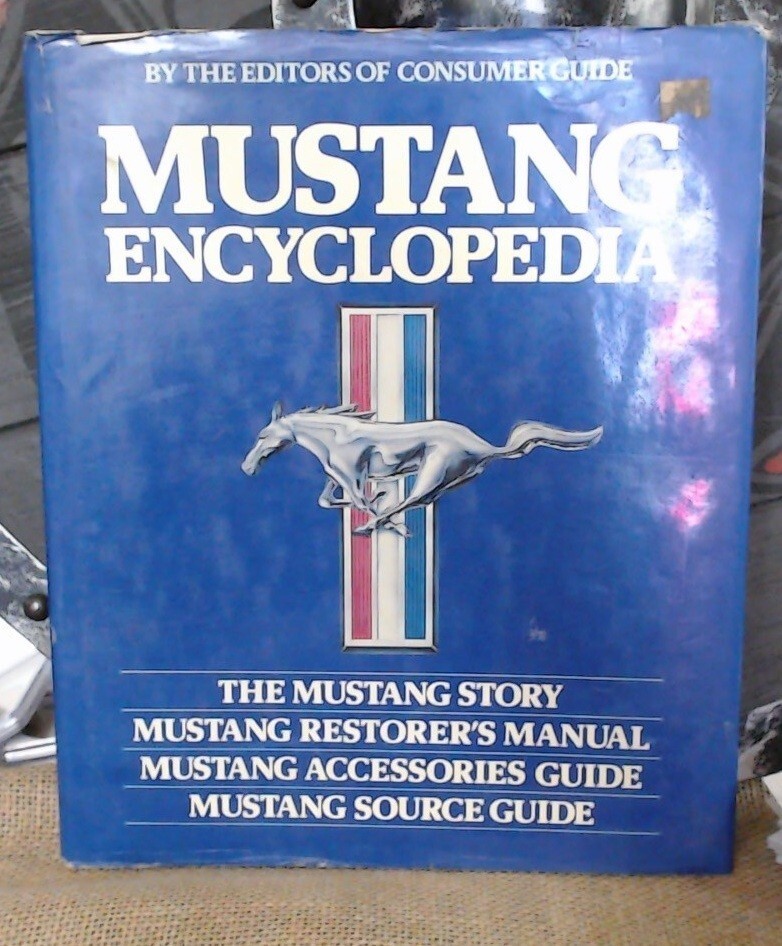 BY THE EDITORS OF CONSUMER GUIDE
MUSTANG
ENCYCLOPEDIA
THE MUSTANG STORY
MUSTANG RESTORER'S MANUAL
MUSTANG ACCESSORIES GUIDE
MUSTANG SOURCE GUIDE